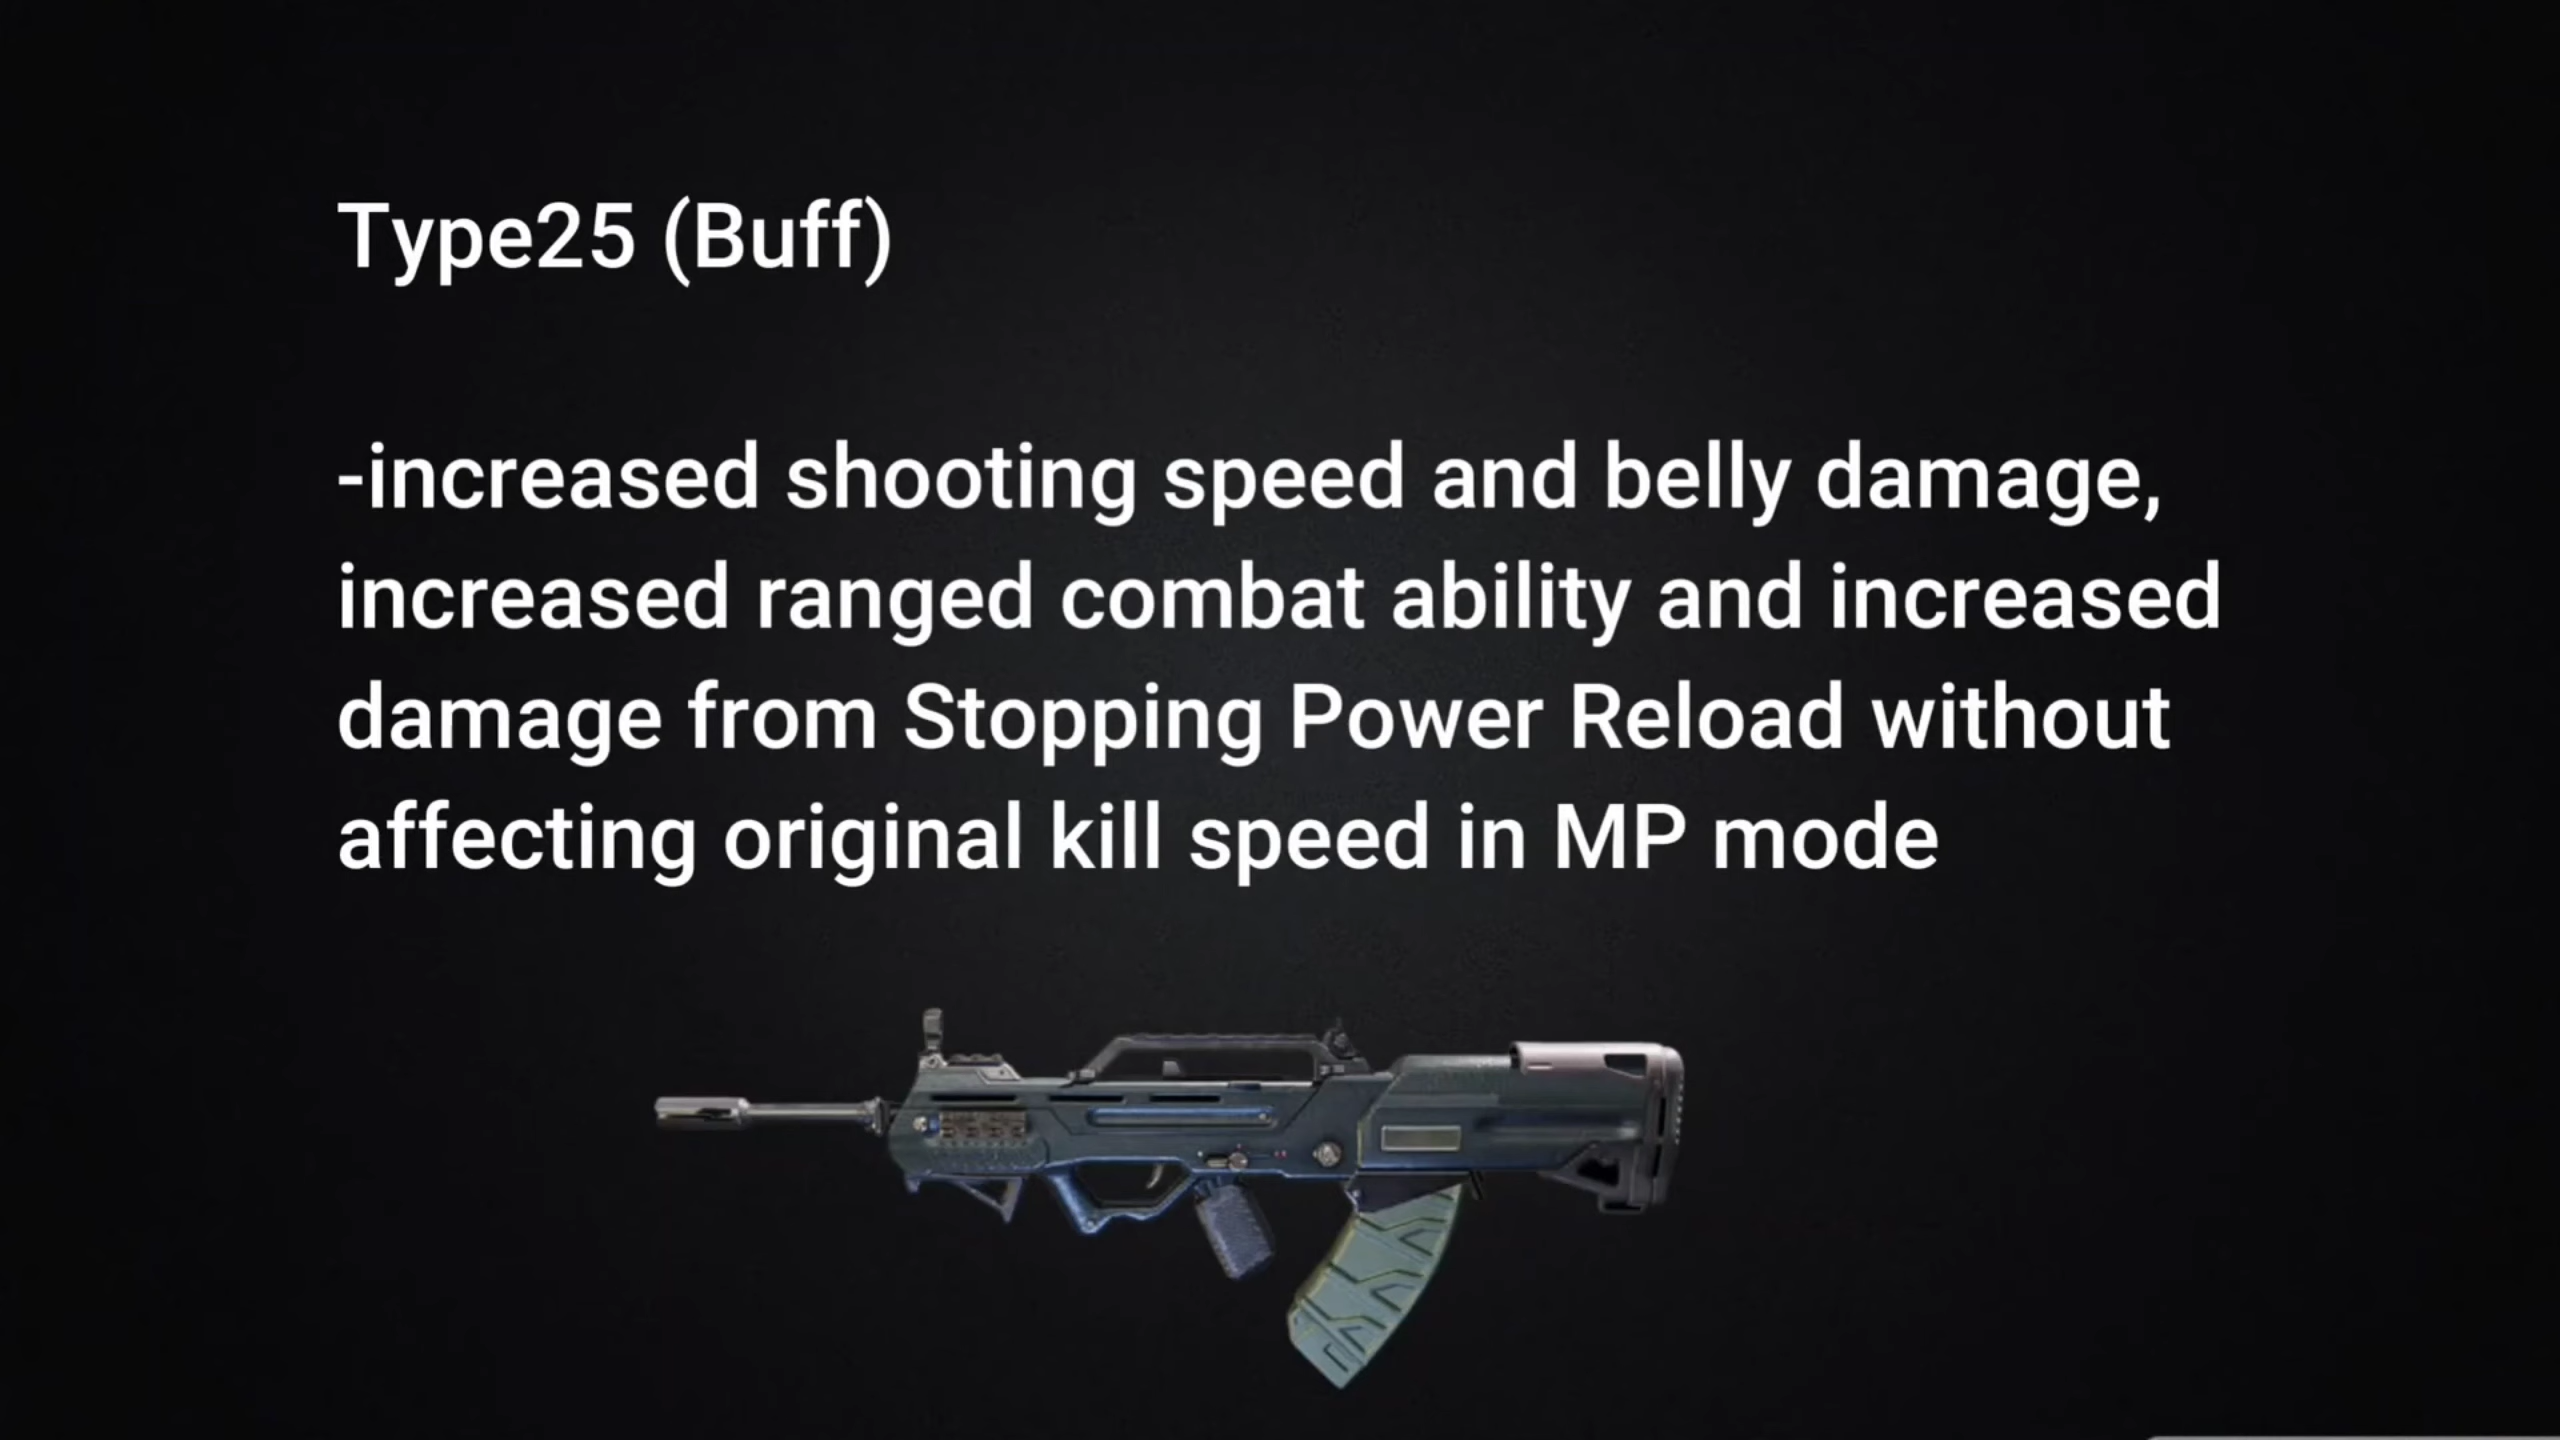 Type25 (Buff)
-increased shooting speed and belly damage,
increased ranged combat ability and increased
damage from Stopping Power Reload without
affecting original kill speed in MP mode